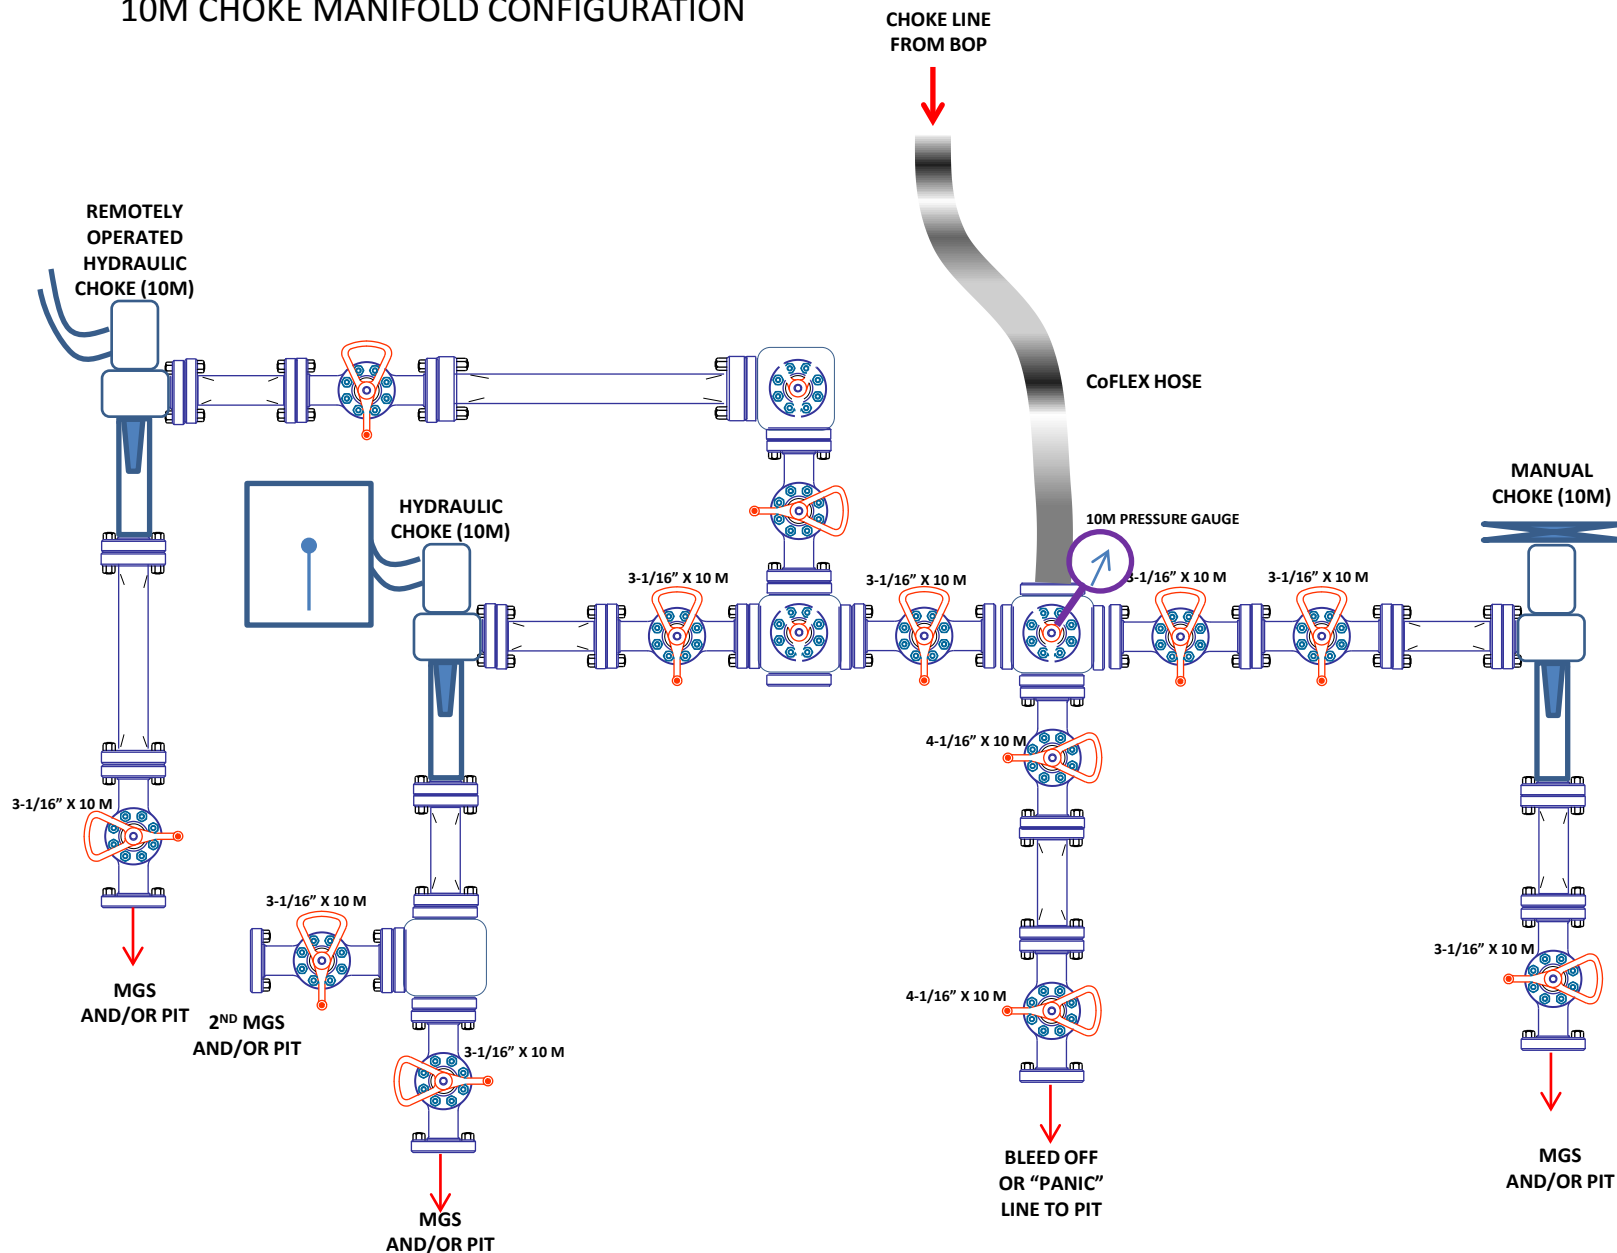 10M CHOKE MANIFOLD CONFIGURATION
CHOKE LINE
FROM BOP
REMOTELY
OPERATED
HYDRAULIC
CHOKE (10M)
CoFLEX HOSE
HYDRAULIC
CHOKE (10M)
MANUAL
CHOKE (10M)
10M PRESSURE GAUGE
3-1/16” X 10 M
3-1/16” X 10 M
3-1/16” X 10 M
3-1/16” X 10 M
4-1/16” X 10 M
3-1/16” X 10 M
3-1/16” X 10 M
3-1/16” X 10 M
4-1/16” X 10 M
MGS
AND/OR PIT
2ND MGS
AND/OR PIT
3-1/16” X 10 M
BLEED OFF
OR “PANIC”
LINE TO PIT
MGS
AND/OR PIT
MGS
AND/OR PIT